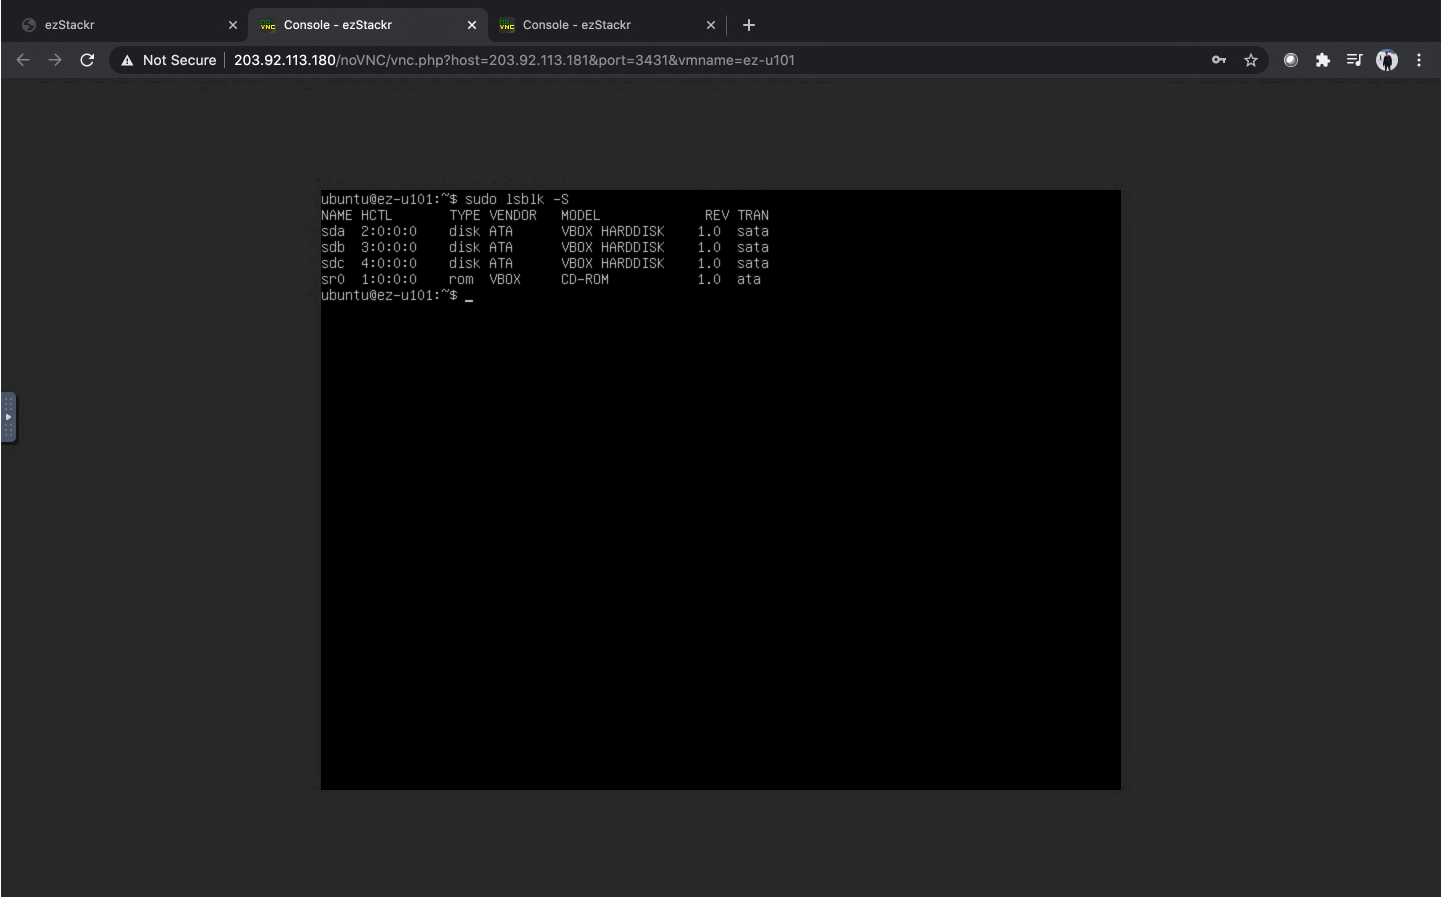 ezStackr
Console - ezStackr
Console - ezStackr
Not Secure | 203.92.113.180/noVNC/vnc.php?host=203.92.113.181&port=3431&vmname=ez-u101
ubuntu@ez-u101:~$ sudo lsblk -S
NAME HCTL       TYPE VENDOR   MODEL             REV TRAN
sda  2:0:0:0    disk ATA      VBOX HARDDISK    1.0  sata
sdb  3:0:0:0    disk ATA      VBOX HARDDISK    1.0  sata
sdc  4:0:0:0    disk ATA      VBOX HARDDISK    1.0  sata
sr0  1:0:0:0    rom  VBOX     CD-ROM           1.0  ata
ubuntu@ez-u101:~$ _